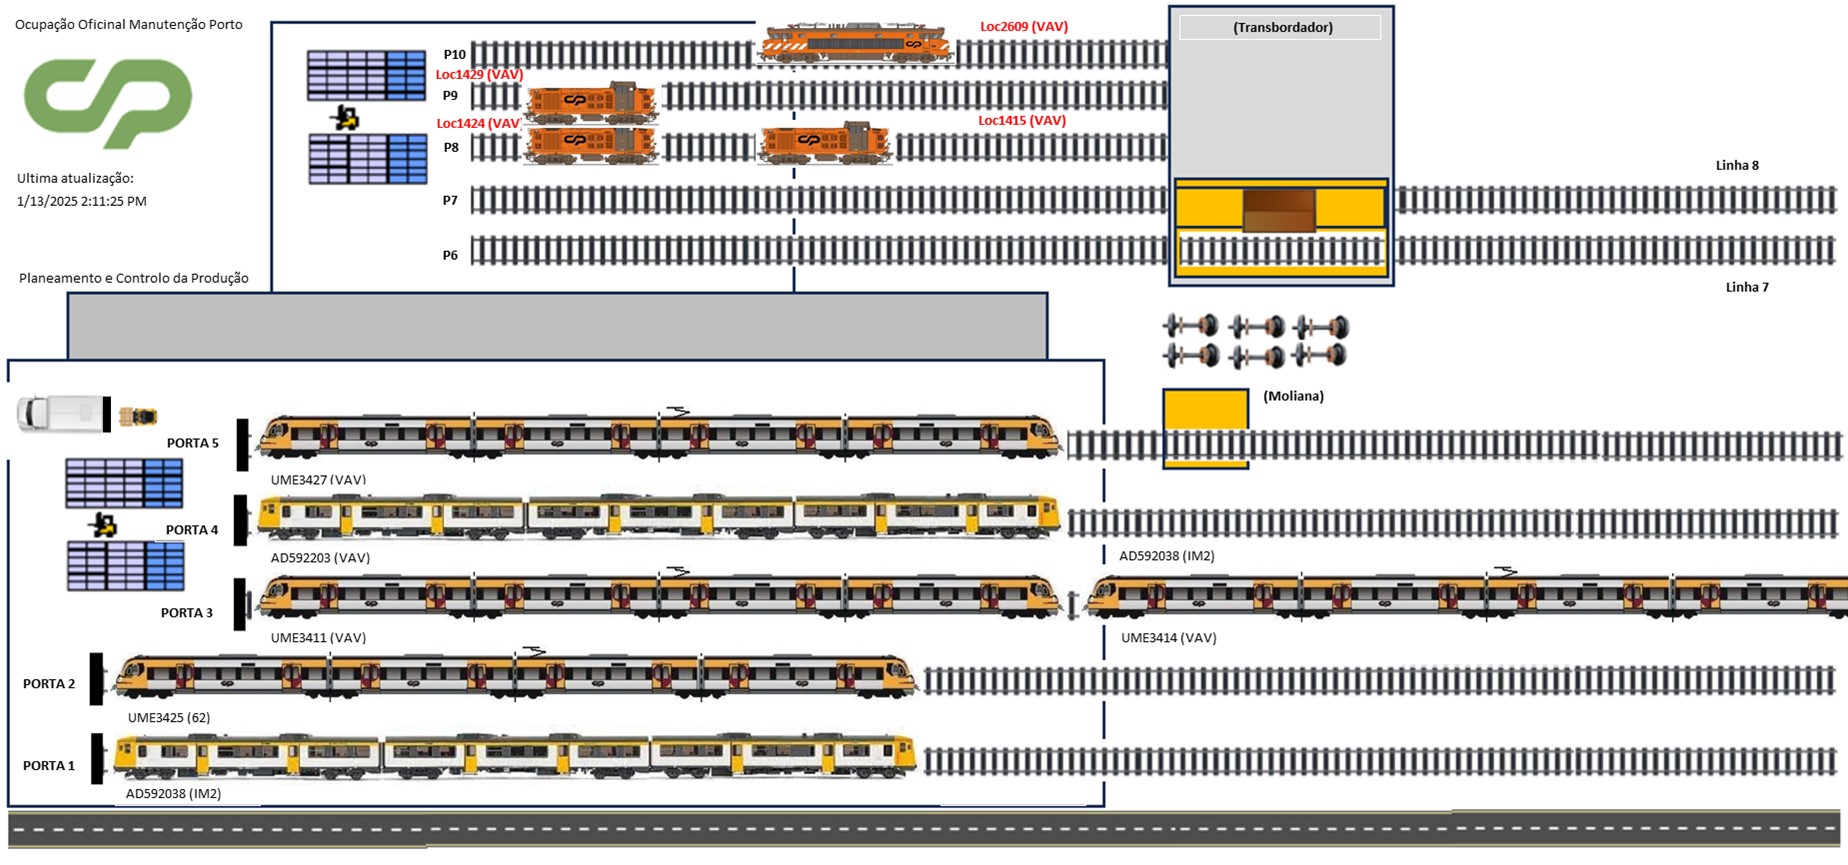 Ocupação Oficinal Manutenção Porto
Ultima atualização:
1/13/2025 2:11:25 PM
Planeamento e Controlo da Produção
P10
Loc2609 (VAV)
(Transbordador)
Loc1429 (VAV)
P9
Loc1424 (VAV)
Loc1415 (VAV)
P8
Linha 8
P7
P6
Linha 7
(Moliana)
PORTA 5
UME3427 (VAV)
PORTA 4
AD592203 (VAV)
AD592038 (IM2)
PORTA 3
UME3411 (VAV)
UME3414 (VAV)
PORTA 2
UME3425 (62)
PORTA 1
AD592038 (IM2)